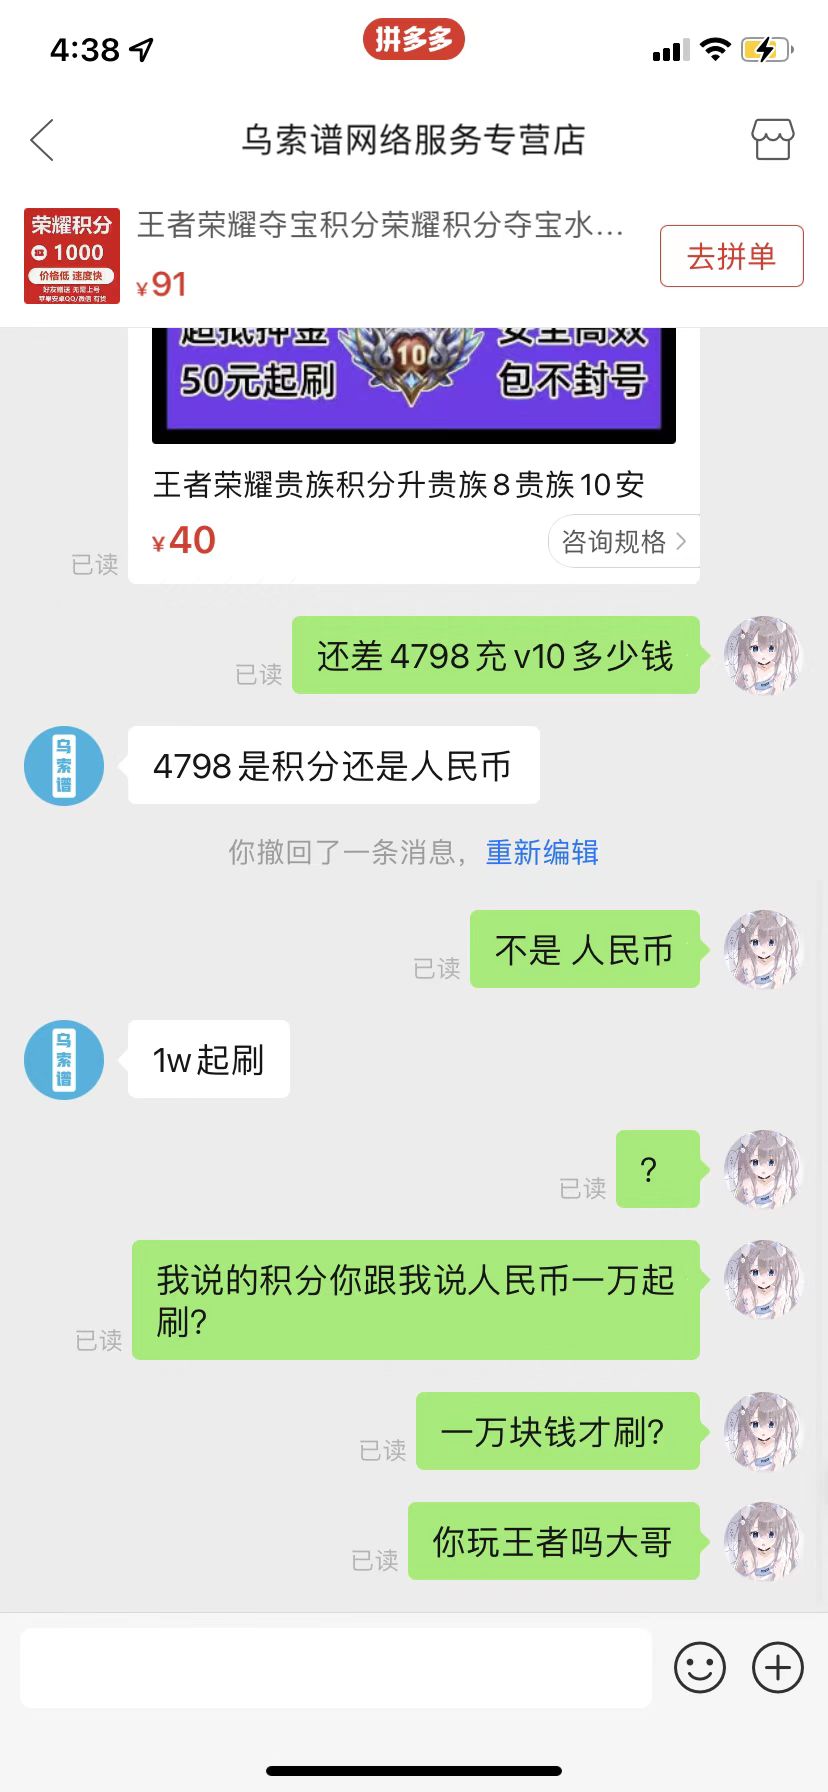 4:38
拼多多
乌索谱网络服务专营店
荣耀积分
1000
价格低 速度快
好友赠送 无需上号
苹果安卓QQ/微信 有货
王者荣耀夺宝积分荣耀积分夺宝水...
¥91
去拼单
超抵押金
安全高效
10
50元起刷
包不封号
王者荣耀贵族积分升贵族8贵族10安
¥40
咨询规格
已读
还差4798充v10多少钱
已读
乌索谱
4798是积分还是人民币
你撤回了一条消息，重新编辑
不是 人民币
已读
乌索谱
1w起刷
?
已读
我说的积分你跟我说人民币一万起
刷?
已读
一万块钱才刷?
已读
你玩王者吗大哥
已读